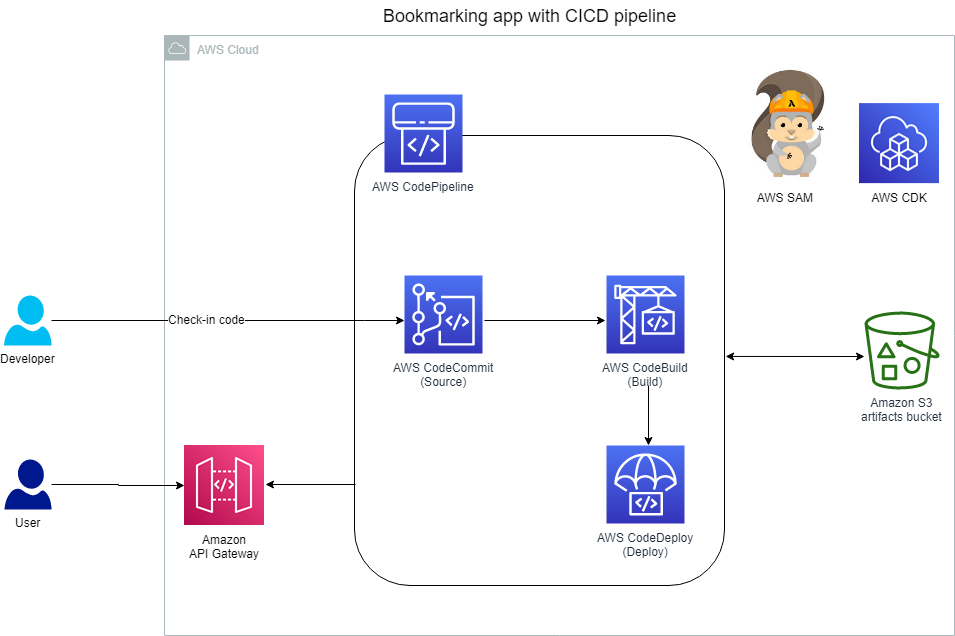 Bookmarking app with CICD pipeline
AWS Cloud
AWS CodePipeline
λ
AWS SAM
AWS CDK
Developer
Check-in code
AWS CodeCommit
(Source)
AWS CodeBuild
(Build)
Amazon S3
artifacts bucket
User
Amazon
API Gateway
AWS CodeDeploy
(Deploy)